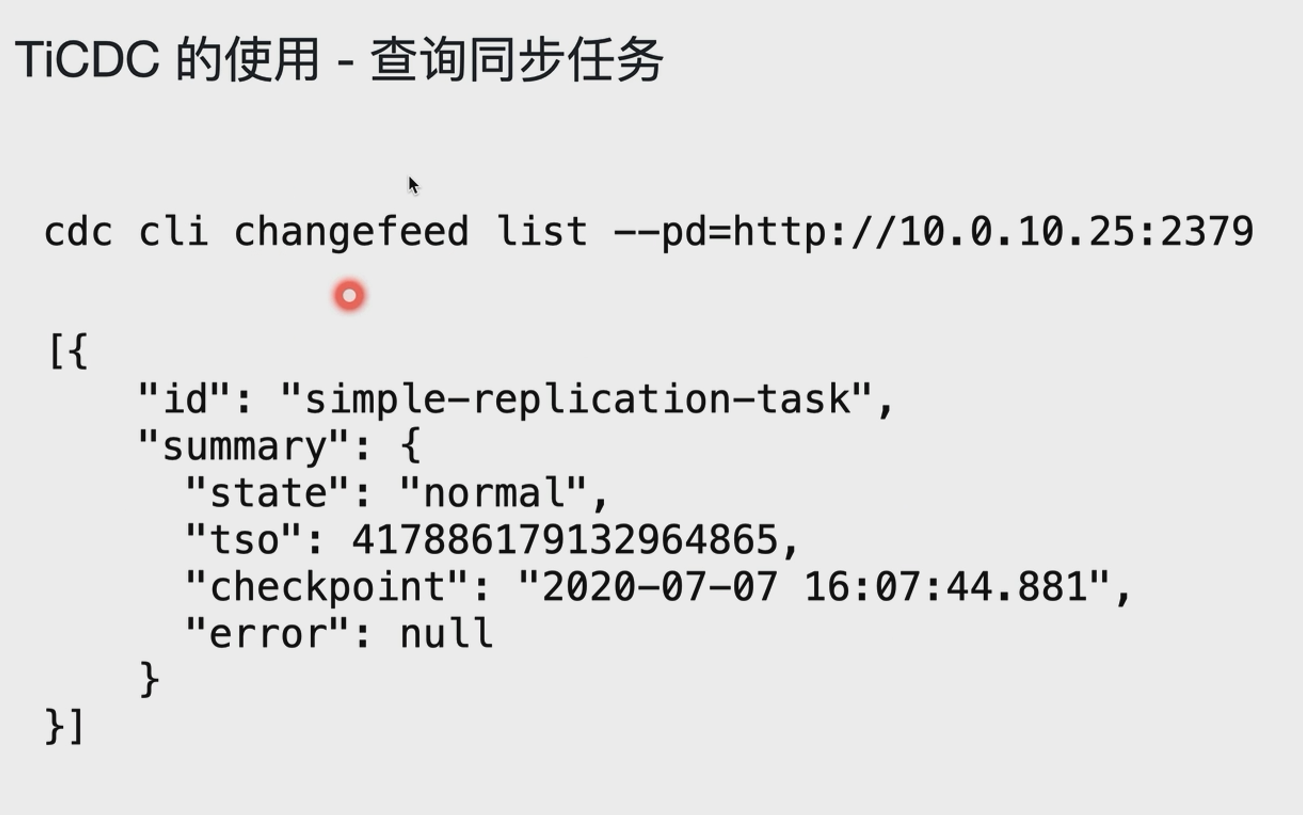 TiCDC 的使用 - 查询同步任务
cdc cli changefeed list --pd=http://10.0.10.25:2379
[{
"id": "simple-replication-task",
"summary": {
"state": "normal",
"tso": 417886179132964865,
"checkpoint": "2020-07-07 16:07:44.881",
"error": null
}
}]